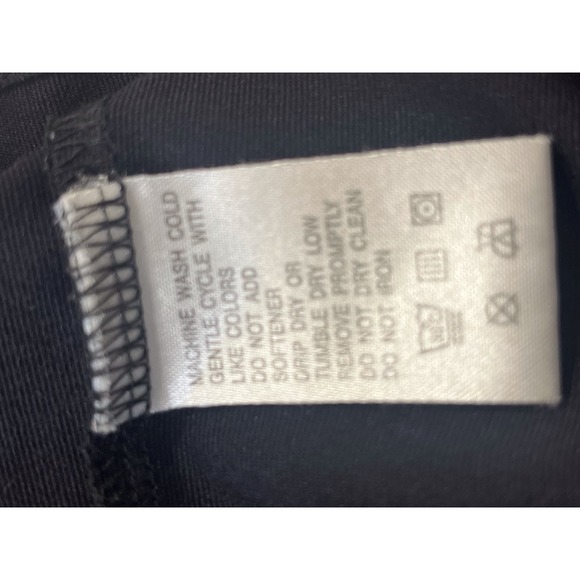 MACHINE WASH COLD
GENTLE CYCLE WITH
LIKE COLORS
DO NOT ADD
SOFTENER
DRIP DRY OR
TUMBLE DRY LOW
REMOVE PROMPTLY
DO NOT DRY CLEAN
DO NOT IRON